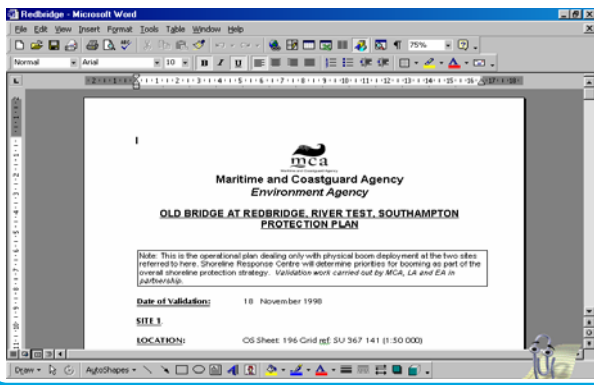 Redbridge - Microsoft Word
File Edit View Insert Format Tools Table Window Help
75%
Normal Arial 10 B I U
mca
Maritime and Coastguard Agency
Maritime and Coastguard Agency
Environment Agency
OLD BRIDGE AT REDBRIDGE, RIVER TEST, SOUTHAMPTON
PROTECTION PLAN
Note: This is the operational plan dealing only with physical boom deployment at the two sites
referred to here. Shoreline Response Centre will determine priorities for booming as part of the
overall shoreline protection strategy. Validation work carried out by MCA, LA and EA in
partnership.
Date of Validation: 18 November 1998
SITE 1.
LOCATION: OS Sheet: 196 Grid ref: SU 367 141 (1:50 000)
Draw AutoShapes